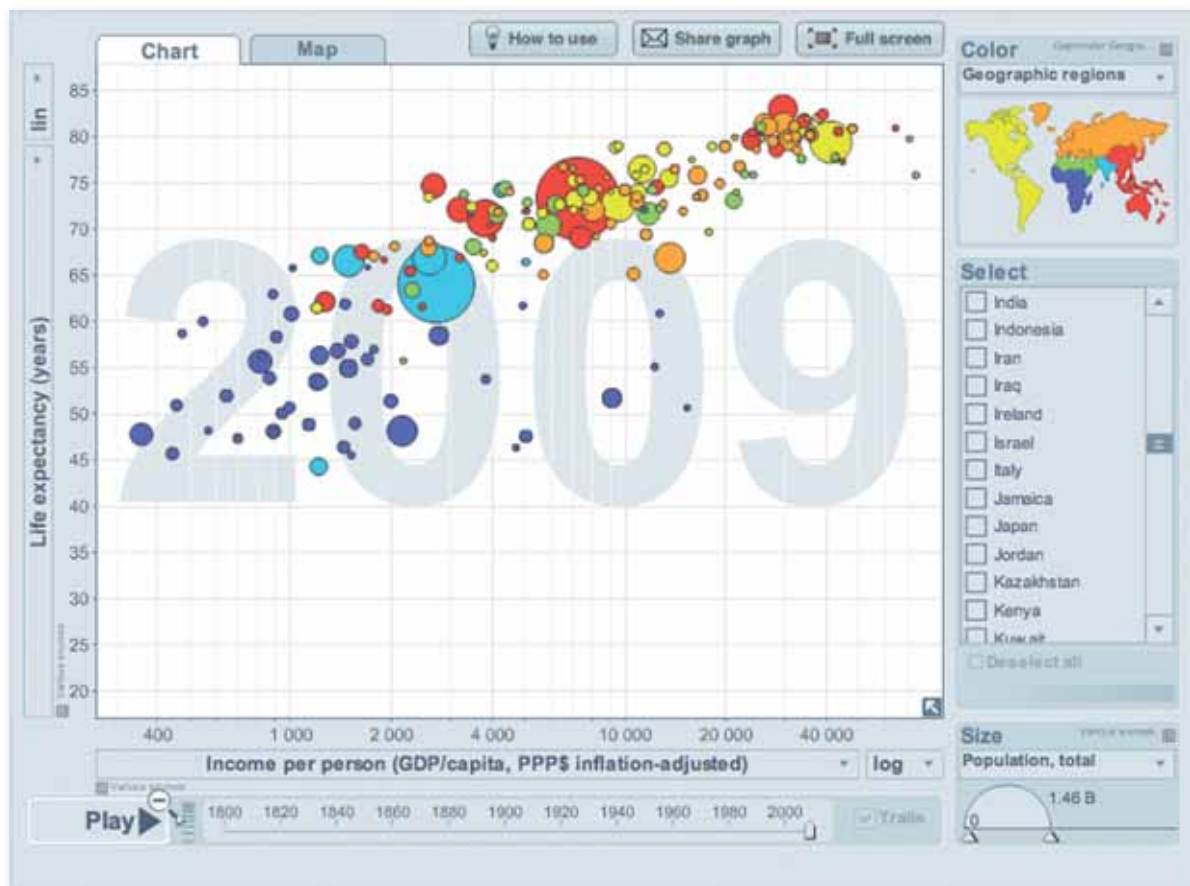 Chart
Map
How to use
Share graph
Full screen
lin
Life expectancy (years)
85
80
75
70
65
60
55
50
45
40
35
30
25
20
2009
400
1 000
2 000
4 000
10 000
20 000
40 000
Income per person (GDP/capita, PPP$ inflation-adjusted)
log
Play
1800 1820 1840 1860 1880 1900 1920 1940 1960 1980 2000
Trails
Color
Geographic regions
Select
India
Indonesia
Iran
Iraq
Ireland
Israel
Italy
Jamaica
Japan
Jordan
Kazakhstan
Kenya
Kuwait
Deselect all
Size
Population, total
1.46 B
0